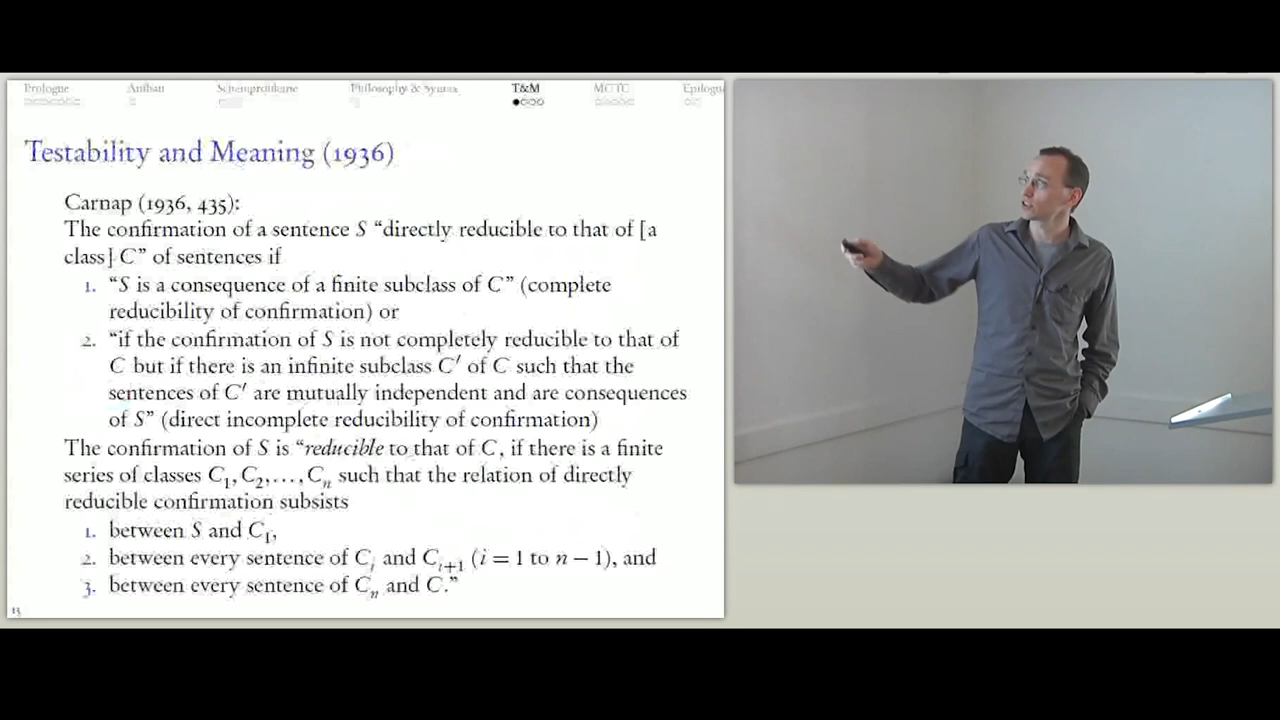 Prologue Aufbau Scheinprobleme Philosophy & Syntax T&M MCTC Epilogue
Testability and Meaning (1936)
Carnap (1936, 435):
The confirmation of a sentence S “directly reducible to that of [a
class] C” of sentences if
1. “S is a consequence of a finite subclass of C” (complete
reducibility of confirmation) or
2. “if the confirmation of S is not completely reducible to that of
C but if there is an infinite subclass C′ of C such that the
sentences of C′ are mutually independent and are consequences
of S” (direct incomplete reducibility of confirmation)
The confirmation of S is “reducible to that of C, if there is a finite
series of classes C₁, C₂, …, Cₙ such that the relation of directly
reducible confirmation subsists
1. between S and C₁,
2. between every sentence of Cᵢ and Cᵢ₊₁ (i = 1 to n − 1), and
3. between every sentence of Cₙ and C.”
13